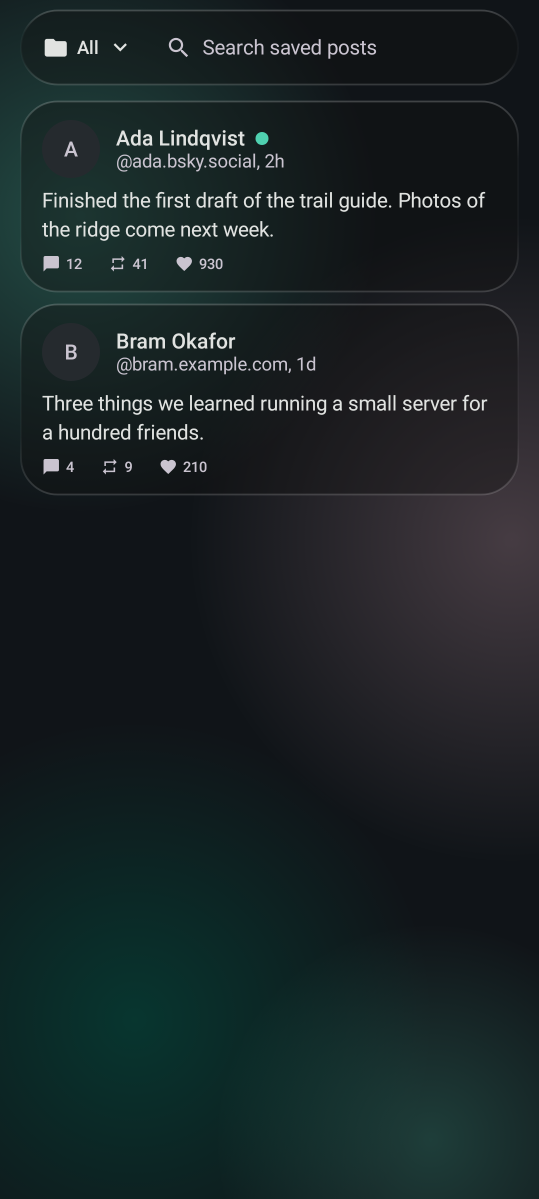 All
Search saved posts
A
Ada Lindqvist
@ada.bsky.social, 2h
Finished the first draft of the trail guide. Photos of
the ridge come next week.
12 41 930
B
Bram Okafor
@bram.example.com, 1d
Three things we learned running a small server for
a hundred friends.
4 9 210